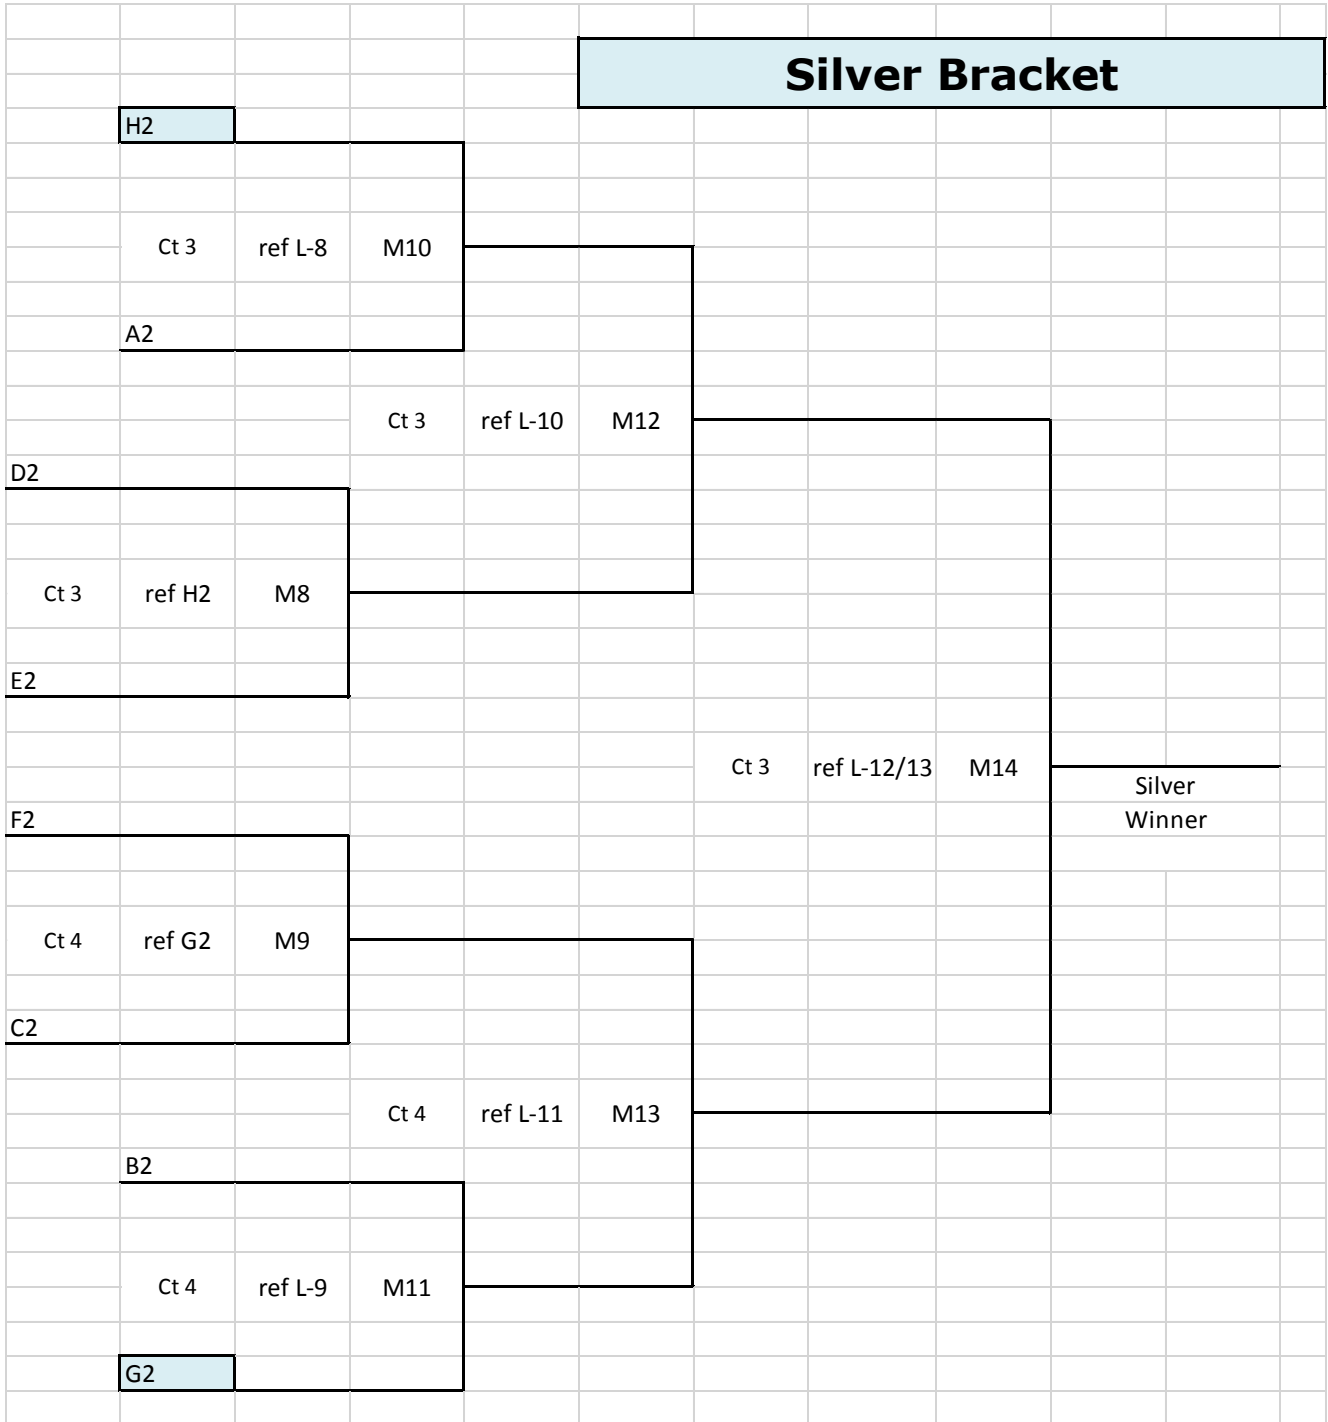 Silver Bracket
H2
Ct 3 ref L-8 M10
A2
Ct 3 ref L-10 M12
D2
Ct 3 ref H2 M8
E2
Ct 3 ref L-12/13 M14
Silver
Winner
F2
Ct 4 ref G2 M9
C2
Ct 4 ref L-11 M13
B2
Ct 4 ref L-9 M11
G2